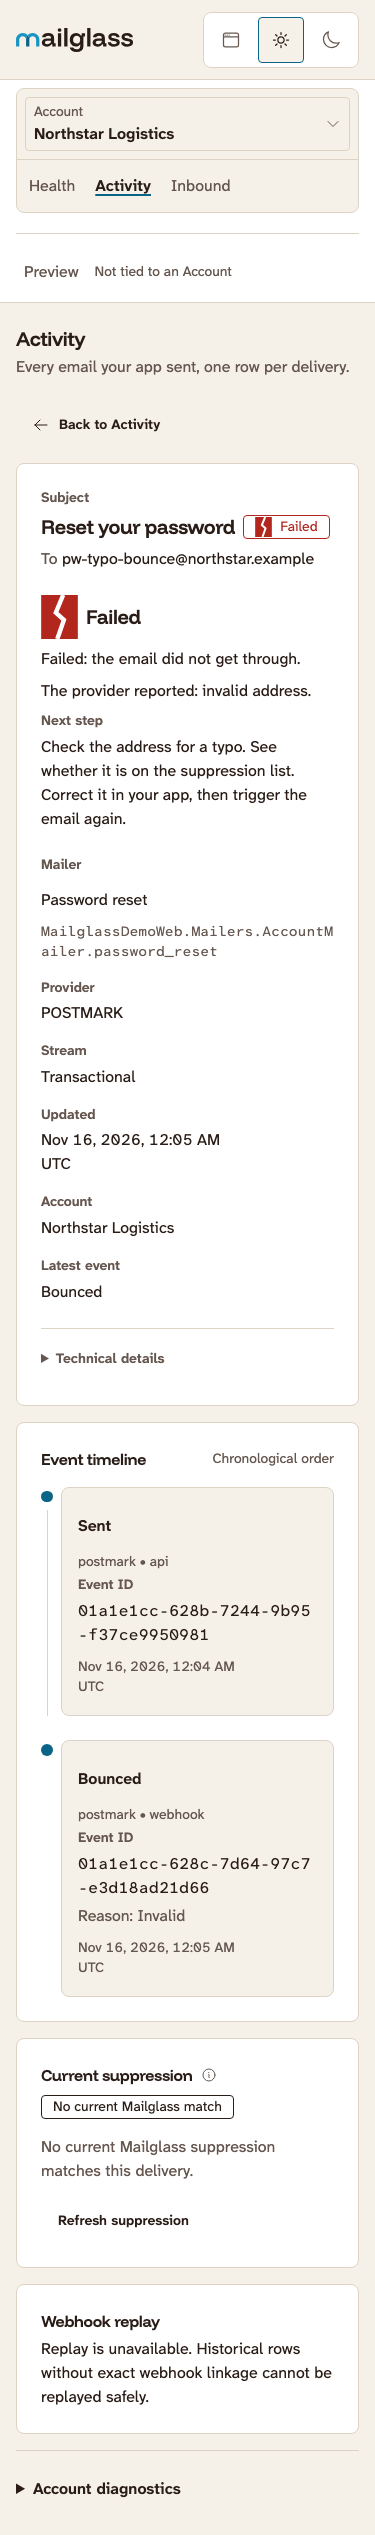 mailglass
Account
Northstar Logistics
Health Activity Inbound
Preview Not tied to an Account
Activity
Every email your app sent, one row per delivery.
Back to Activity
Subject
Reset your password Failed
To pw-typo-bounce@northstar.example
Failed
Failed: the email did not get through.
The provider reported: invalid address.
Next step
Check the address for a typo. See
whether it is on the suppression list.
Correct it in your app, then trigger the
email again.
Mailer
Password reset
MailglassDemoWeb.Mailers.AccountM
ailer.password_reset
Provider
POSTMARK
Stream
Transactional
Updated
Nov 16, 2026, 12:05 AM
UTC
Account
Northstar Logistics
Latest event
Bounced
Technical details
Event timeline Chronological order
Sent
postmark • api
Event ID
01a1e1cc-628b-7244-9b95
-f37ce9950981
Nov 16, 2026, 12:04 AM
UTC
Bounced
postmark • webhook
Event ID
01a1e1cc-628c-7d64-97c7
-e3d18ad21d66
Reason: Invalid
Nov 16, 2026, 12:05 AM
UTC
Current suppression
No current Mailglass match
No current Mailglass suppression
matches this delivery.
Refresh suppression
Webhook replay
Replay is unavailable. Historical rows
without exact webhook linkage cannot be
replayed safely.
Account diagnostics